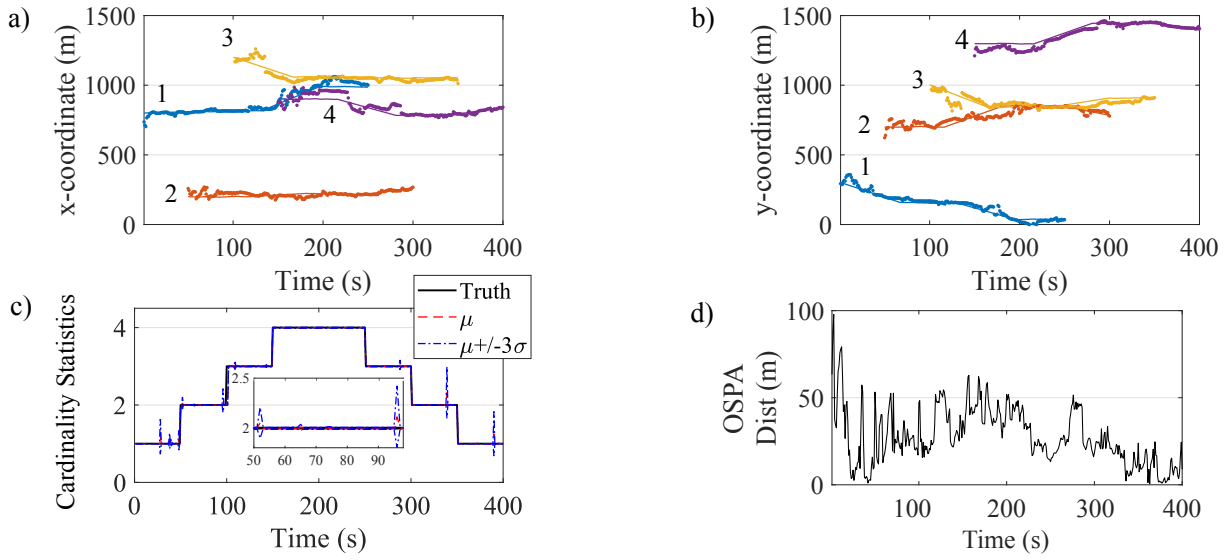 a)
x-coordinate (m)
1500
1000
500
0
3
1
4
2
100
200
300
400
Time (s)
b)
y-coordinate (m)
1500
1000
500
0
4
3
2
1
100
200
300
400
Time (s)
c)
Cardinality Statistics
4
2
0
Truth
μ
μ+/-3σ
2.5
2
50 60 70 80 90
0 100 200 300 400
Time (s)
d)
OSPA
Dist (m)
100
50
0
100 200 300 400
Time (s)